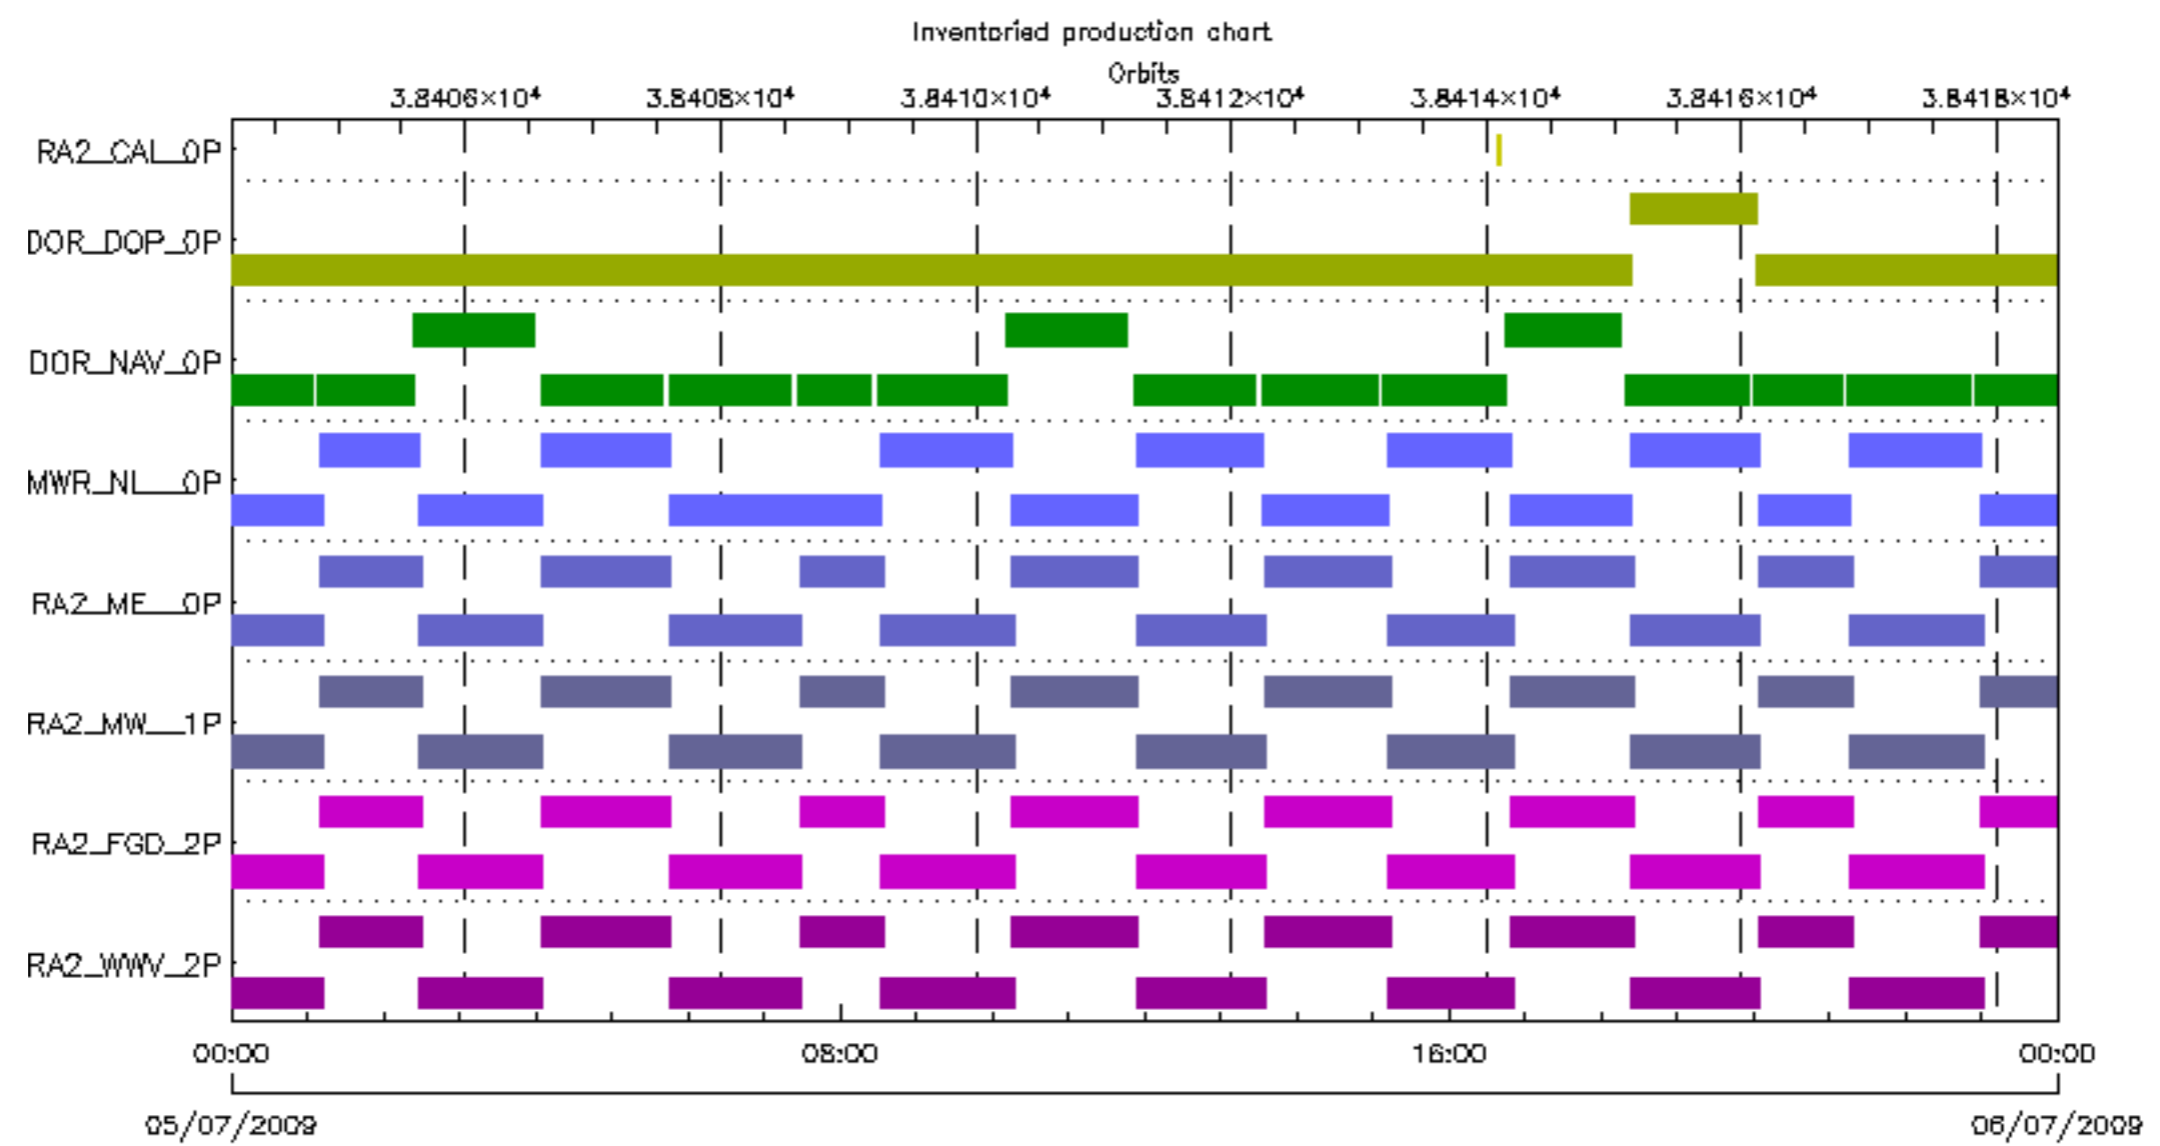 Inventoried production chart
Orbits
3.8406×10⁴ 3.8408×10⁴ 3.8410×10⁴ 3.8412×10⁴ 3.8414×10⁴ 3.8416×10⁴ 3.8418×10⁴
RA2_CAL_0P
DOR_DOP_0P
DOR_NAV_0P
MWR_NL__0P
RA2_ME__0P
RA2_MW__1P
RA2_FGD_2P
RA2_WWV_2P
00:00 08:00 16:00 00:00
05/07/2009 06/07/2009